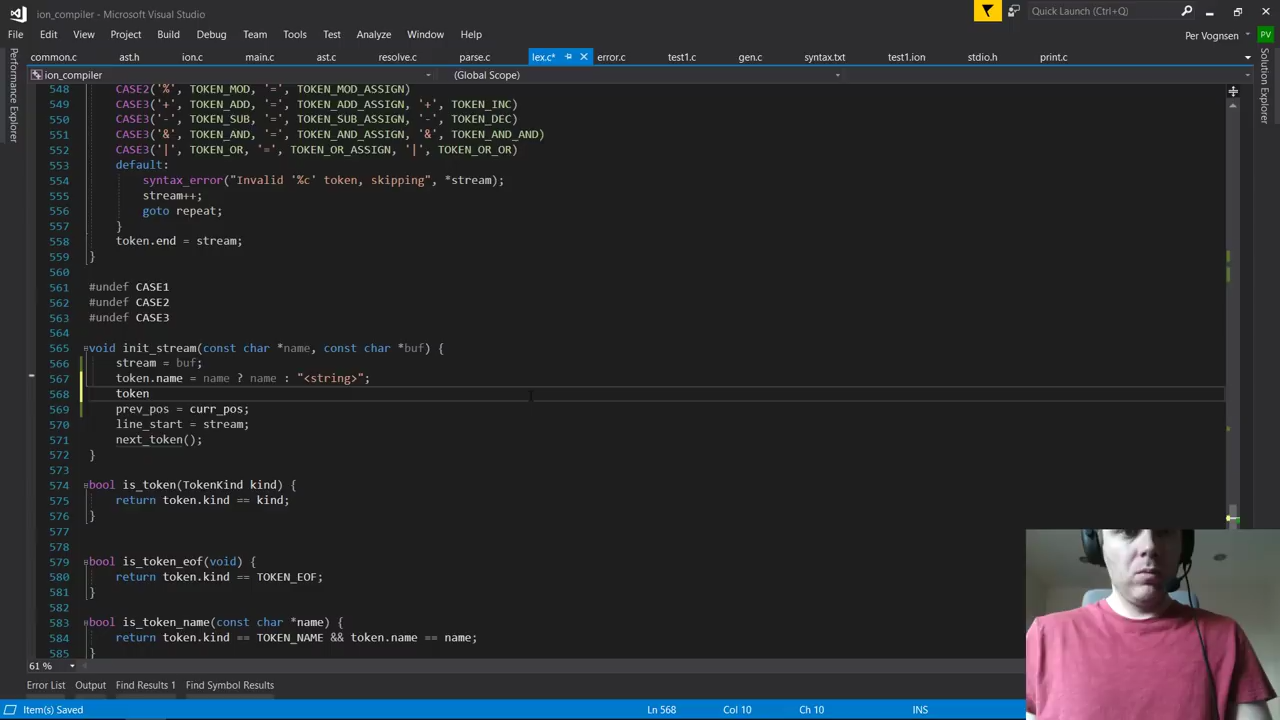 ion_compiler - Microsoft Visual Studio
Quick Launch (Ctrl+Q)
File Edit View Project Build Debug Team Tools Test Analyze Window Help
Per Vognsen PV
common.c ast.h ion.c main.c ast.c resolve.c parse.c lex.c* error.c test1.c gen.c syntax.txt test1.ion stdio.h print.c
ion_compiler (Global Scope)
Performance Explorer
Solution Explorer
548 CASE2('%', TOKEN_MOD, '=', TOKEN_MOD_ASSIGN)
549 CASE3('+', TOKEN_ADD, '=', TOKEN_ADD_ASSIGN, '+', TOKEN_INC)
550 CASE3('-', TOKEN_SUB, '=', TOKEN_SUB_ASSIGN, '-', TOKEN_DEC)
551 CASE3('&', TOKEN_AND, '=', TOKEN_AND_ASSIGN, '&', TOKEN_AND_AND)
552 CASE3('|', TOKEN_OR, '=', TOKEN_OR_ASSIGN, '|', TOKEN_OR_OR)
553 default:
554 syntax_error("Invalid '%c' token, skipping", *stream);
555 stream++;
556 goto repeat;
557 }
558 token.end = stream;
559 }
560
561 #undef CASE1
562 #undef CASE2
563 #undef CASE3
564
565 void init_stream(const char *name, const char *buf) {
566 stream = buf;
567 token.name = name ? name : "<string>";
568 token
569 prev_pos = curr_pos;
570 line_start = stream;
571 next_token();
572 }
573
574 bool is_token(TokenKind kind) {
575 return token.kind == kind;
576 }
577
578
579 bool is_token_eof(void) {
580 return token.kind == TOKEN_EOF;
581 }
582
583 bool is_token_name(const char *name) {
584 return token.kind == TOKEN_NAME && token.name == name;
585 }
61 %
Error List Output Find Results 1 Find Symbol Results
Item(s) Saved Ln 568 Col 10 Ch 10 INS